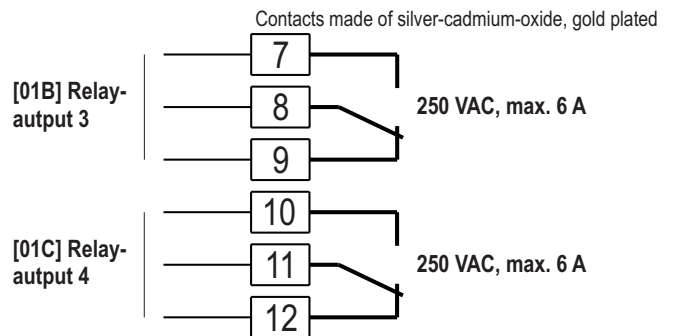 Contacts made of silver-cadmium-oxide, gold plated
7
[01B] Relay-
autput 3
8
250 VAC, max. 6 A
9
10
[01C] Relay-
autput 4
11
250 VAC, max. 6 A
12